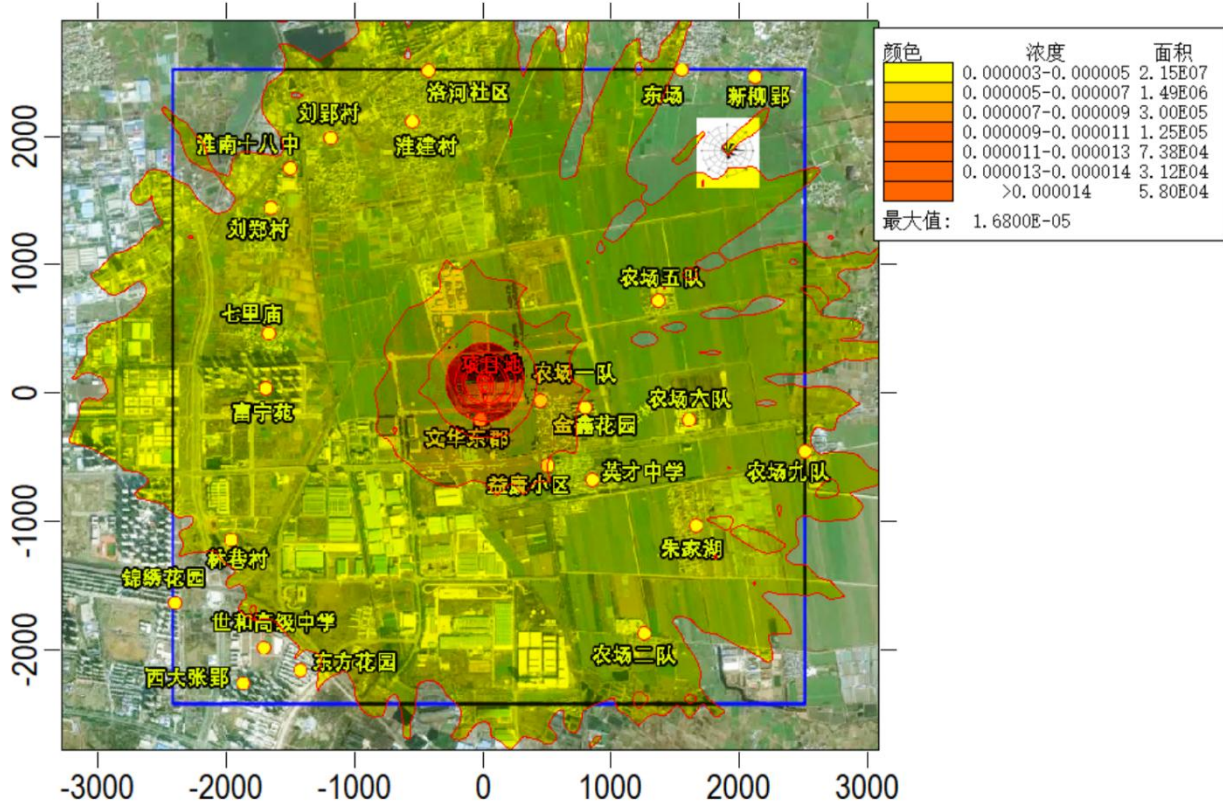 颜色 浓度 面积
0.000003-0.000005 2.15E07
0.000005-0.000007 1.49E06
0.000007-0.000009 3.00E05
0.000009-0.000011 1.25E05
0.000011-0.000013 7.38E04
0.000013-0.000014 3.12E04
>0.000014 5.80E04
最大值: 1.6800E-05
洛河社区
东场
新柳郢
刘郢村
淮南十八中
淮建村
刘郑村
农场五队
七里庙
项目地
农场一队
富宁苑
农场六队
金鑫花园
文华东郡
益康小区
英才中学
农场九队
朱家湖
林巷村
锦绣花园
世和高级中学
东方花园
农场二队
西大张郢
2000
1000
0
-1000
-2000
-3000 -2000 -1000 0 1000 2000 3000